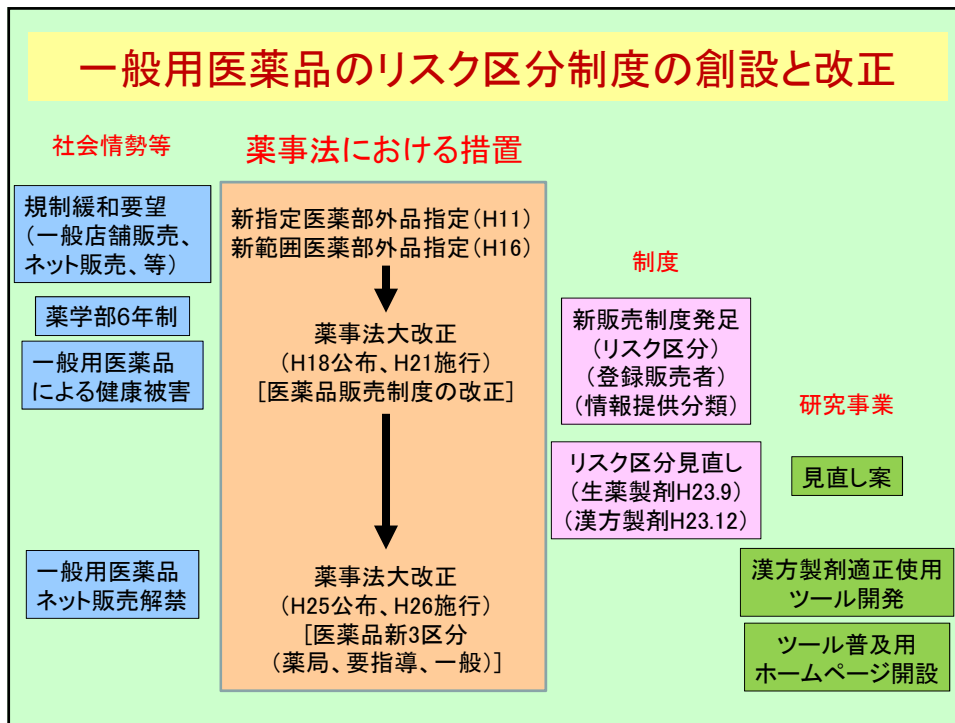 一般用医薬品のリスク区分制度の創設と改正
社会情勢等
規制緩和要望
(一般店舗販売、
ネット販売、等)
薬学部6年制
一般用医薬品
による健康被害
一般用医薬品
ネット販売解禁
薬事法における措置
新指定医薬部外品指定(H11)
新範囲医薬部外品指定(H16)
薬事法大改正
(H18公布、H21施行)
[医薬品販売制度の改正]
薬事法大改正
(H25公布、H26施行)
[医薬品新3区分
(薬局、要指導、一般)]
制度
新販売制度発足
(リスク区分)
(登録販売者)
(情報提供分類)
リスク区分見直し
(生薬製剤H23.9)
(漢方製剤H23.12)
研究事業
見直し案
漢方製剤適正使用
ツール開発
ツール普及用
ホームページ開設